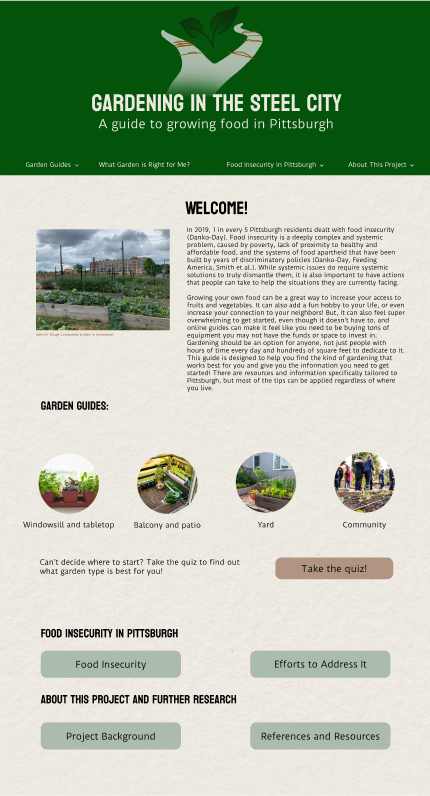 GARDENING IN THE STEEL CITY
A guide to growing food in Pittsburgh
Garden Guides
What Garden is Right for Me?
Food Insecurity in Pittsburgh
About This Project
WELCOME!
In 2019, 1 in every 5 Pittsburgh residents dealt with food insecurity
(Danko-Day). Food insecurity is a deeply complex and systemic
problem, caused by poverty, lack of proximity to healthy and
affordable food, and the systems of food apartheid that have been
built by years of discriminatory policies (Danko-Day, Feeding
America, Smith et al.). While systemic issues do require systemic
solutions to truly dismantle them, it is also important to have actions
that people can take to help the situations they are currently facing.
Growing your own food can be a great way to increase your access to
fruits and vegetables. It can also add a fun hobby to your life, or even
increase your connection to your neighbors! But, it can also feel super
overwhelming to get started, even though it doesn't have to, and
online guides can make it feel like you need to be buying tons of
equipment you may not have the funds or space to invest in.
Gardening should be an option for anyone, not just people with
hours of time every day and hundreds of square feet to dedicate to it.
This guide is designed to help you find the kind of gardening that
works best for you and give you the information you need to get
started! There are resources and information specifically tailored to
Pittsburgh, but most of the tips can be applied regardless of where
you live.
GARDEN GUIDES:
Windowsill and tabletop
Balcony and patio
Yard
Community
Can't decide where to start? Take the quiz to find out
what garden type is best for you!
Take the quiz!
FOOD INSECURITY IN PITTSBURGH
Food Insecurity
Efforts to Address It
ABOUT THIS PROJECT AND FURTHER RESEARCH
Project Background
References and Resources